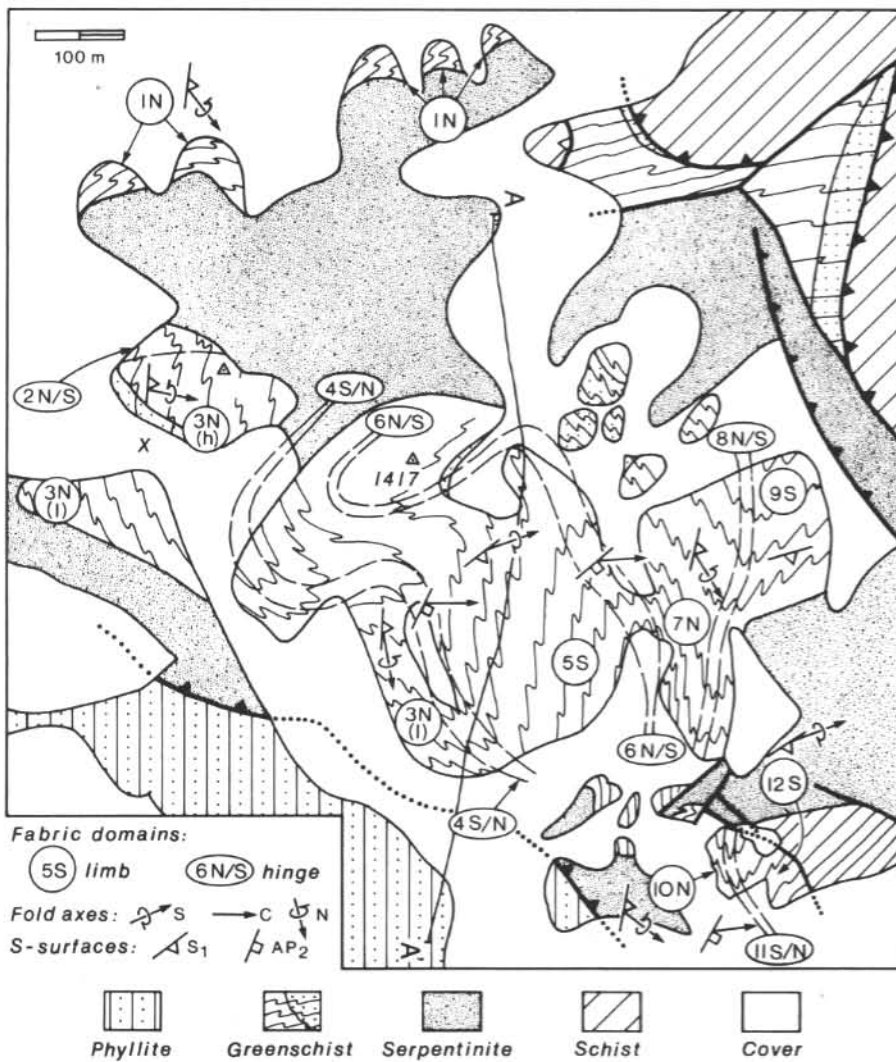 100 m
1N
1N
A
2N/S
3N
(h)
4S/N
6N/S
1417
8N/S
9S
X
3N
(l)
7N
5S
3N
(l)
6N/S
12S
4S/N
10N
11S/N
A'
Fabric domains:
5S limb 6N/S hinge
Fold axes: S C N
S-surfaces: S1 AP2
Phyllite Greenschist Serpentinite Schist Cover